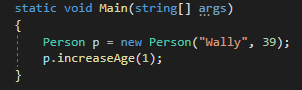 static void Main(string[] args)
{
Person p = new Person("Wally", 39);
p.increaseAge(1);
}